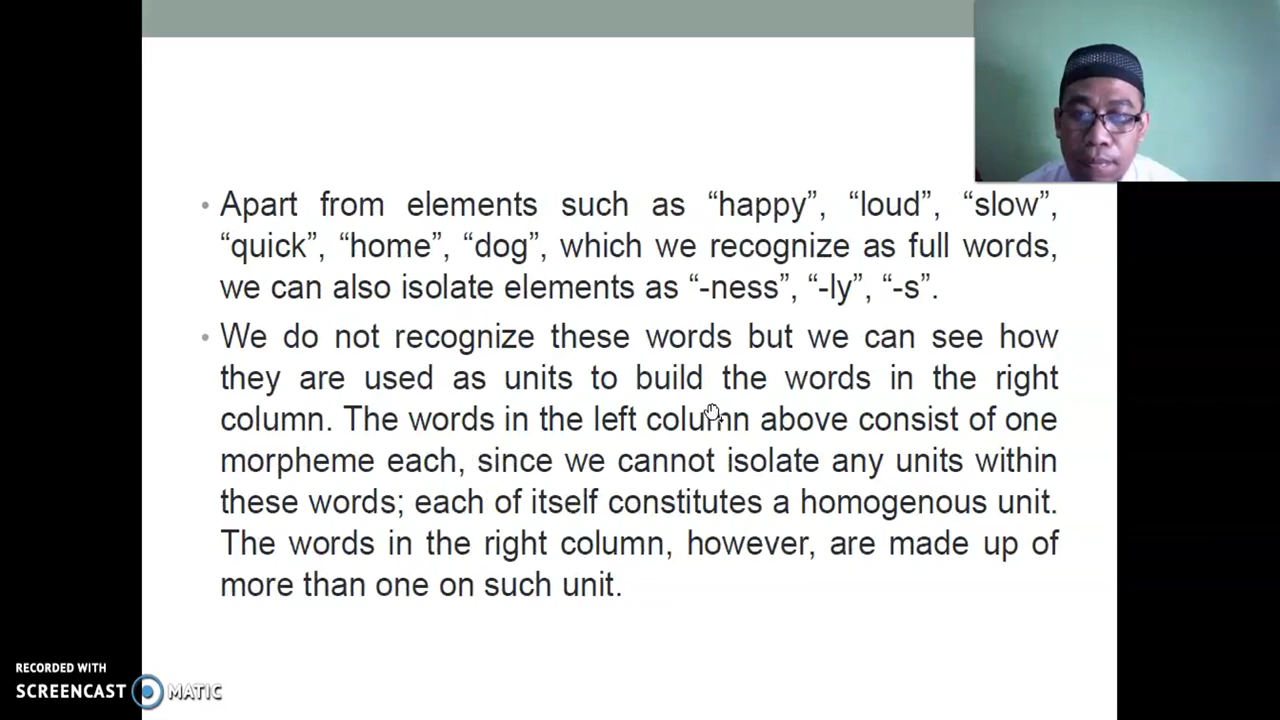 Apart from elements such as “happy”, “loud”, “slow”,
“quick”, “home”, “dog”, which we recognize as full words,
we can also isolate elements as “-ness”, “-ly”, “-s”.
We do not recognize these words but we can see how
they are used as units to build the words in the right
column. The words in the left column above consist of one
morpheme each, since we cannot isolate any units within
these words; each of itself constitutes a homogenous unit.
The words in the right column, however, are made up of
more than one on such unit.
RECORDED WITH
SCREENCAST MATIC